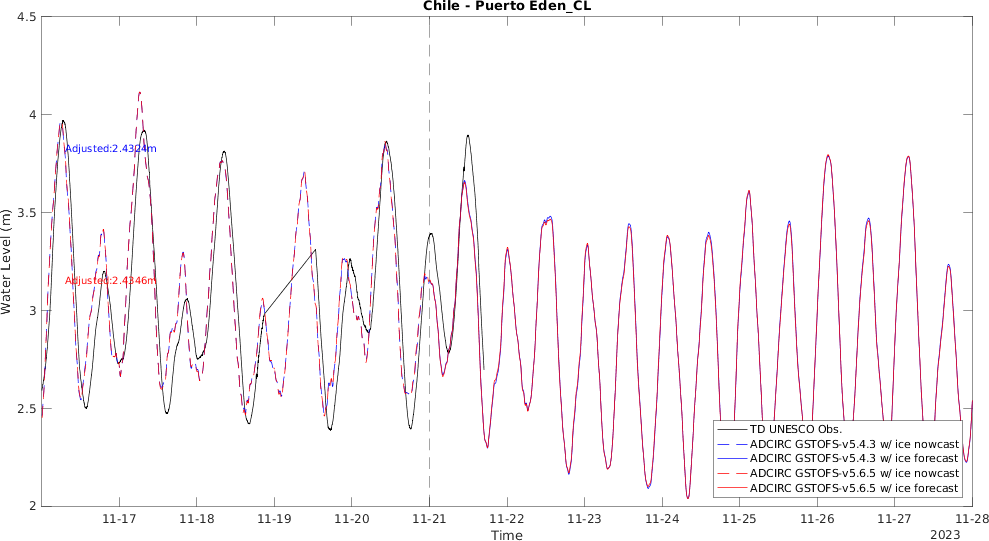 Chile - Puerto Eden_CL
4.5
4
3.5
3
2.5
2
Water Level (m)
Adjusted:2.4324m
Adjusted:2.4346m
TD UNESCO Obs.
ADCIRC GSTOFS-v5.4.3 w/ ice nowcast
ADCIRC GSTOFS-v5.4.3 w/ ice forecast
ADCIRC GSTOFS-v5.6.5 w/ ice nowcast
ADCIRC GSTOFS-v5.6.5 w/ ice forecast
11-17 11-18 11-19 11-20 11-21 11-22 11-23 11-24 11-25 11-26 11-27 11-28
Time
2023